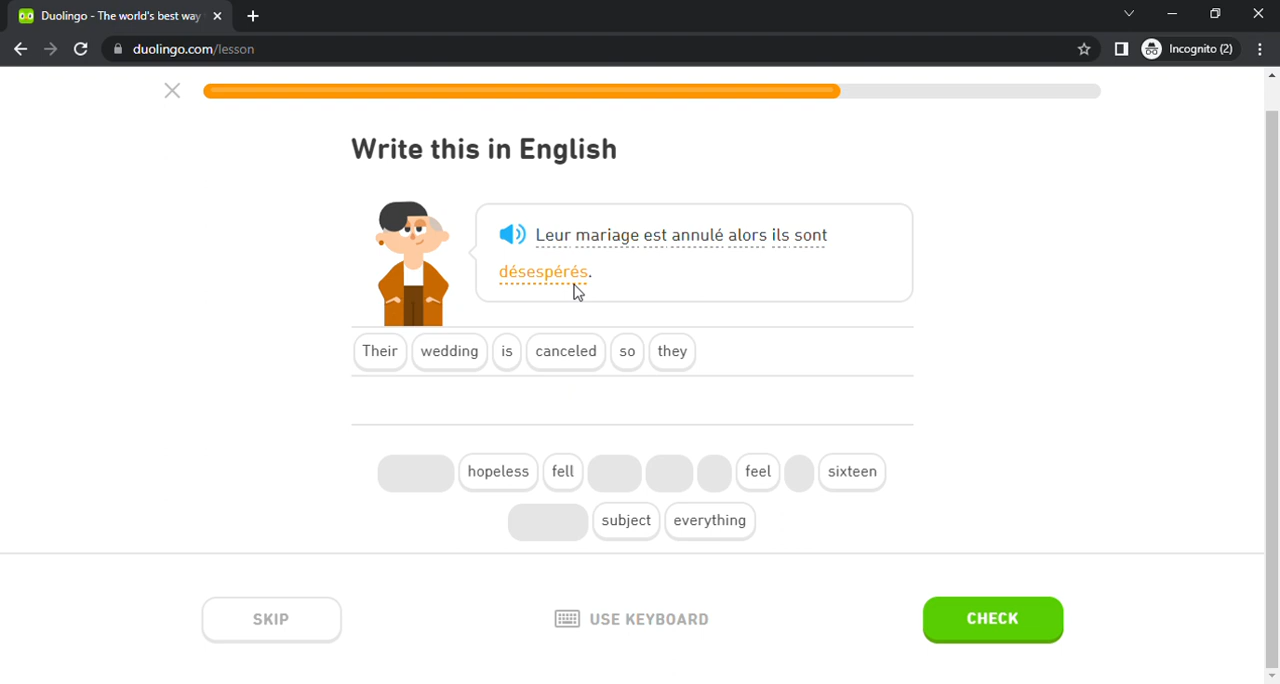 Duolingo - The world's best way
duolingo.com/lesson
Incognito (2)
Write this in English
Leur mariage est annulé alors ils sont
désespérés.
Their wedding is canceled so they
hopeless fell feel sixteen
subject everything
SKIP USE KEYBOARD CHECK